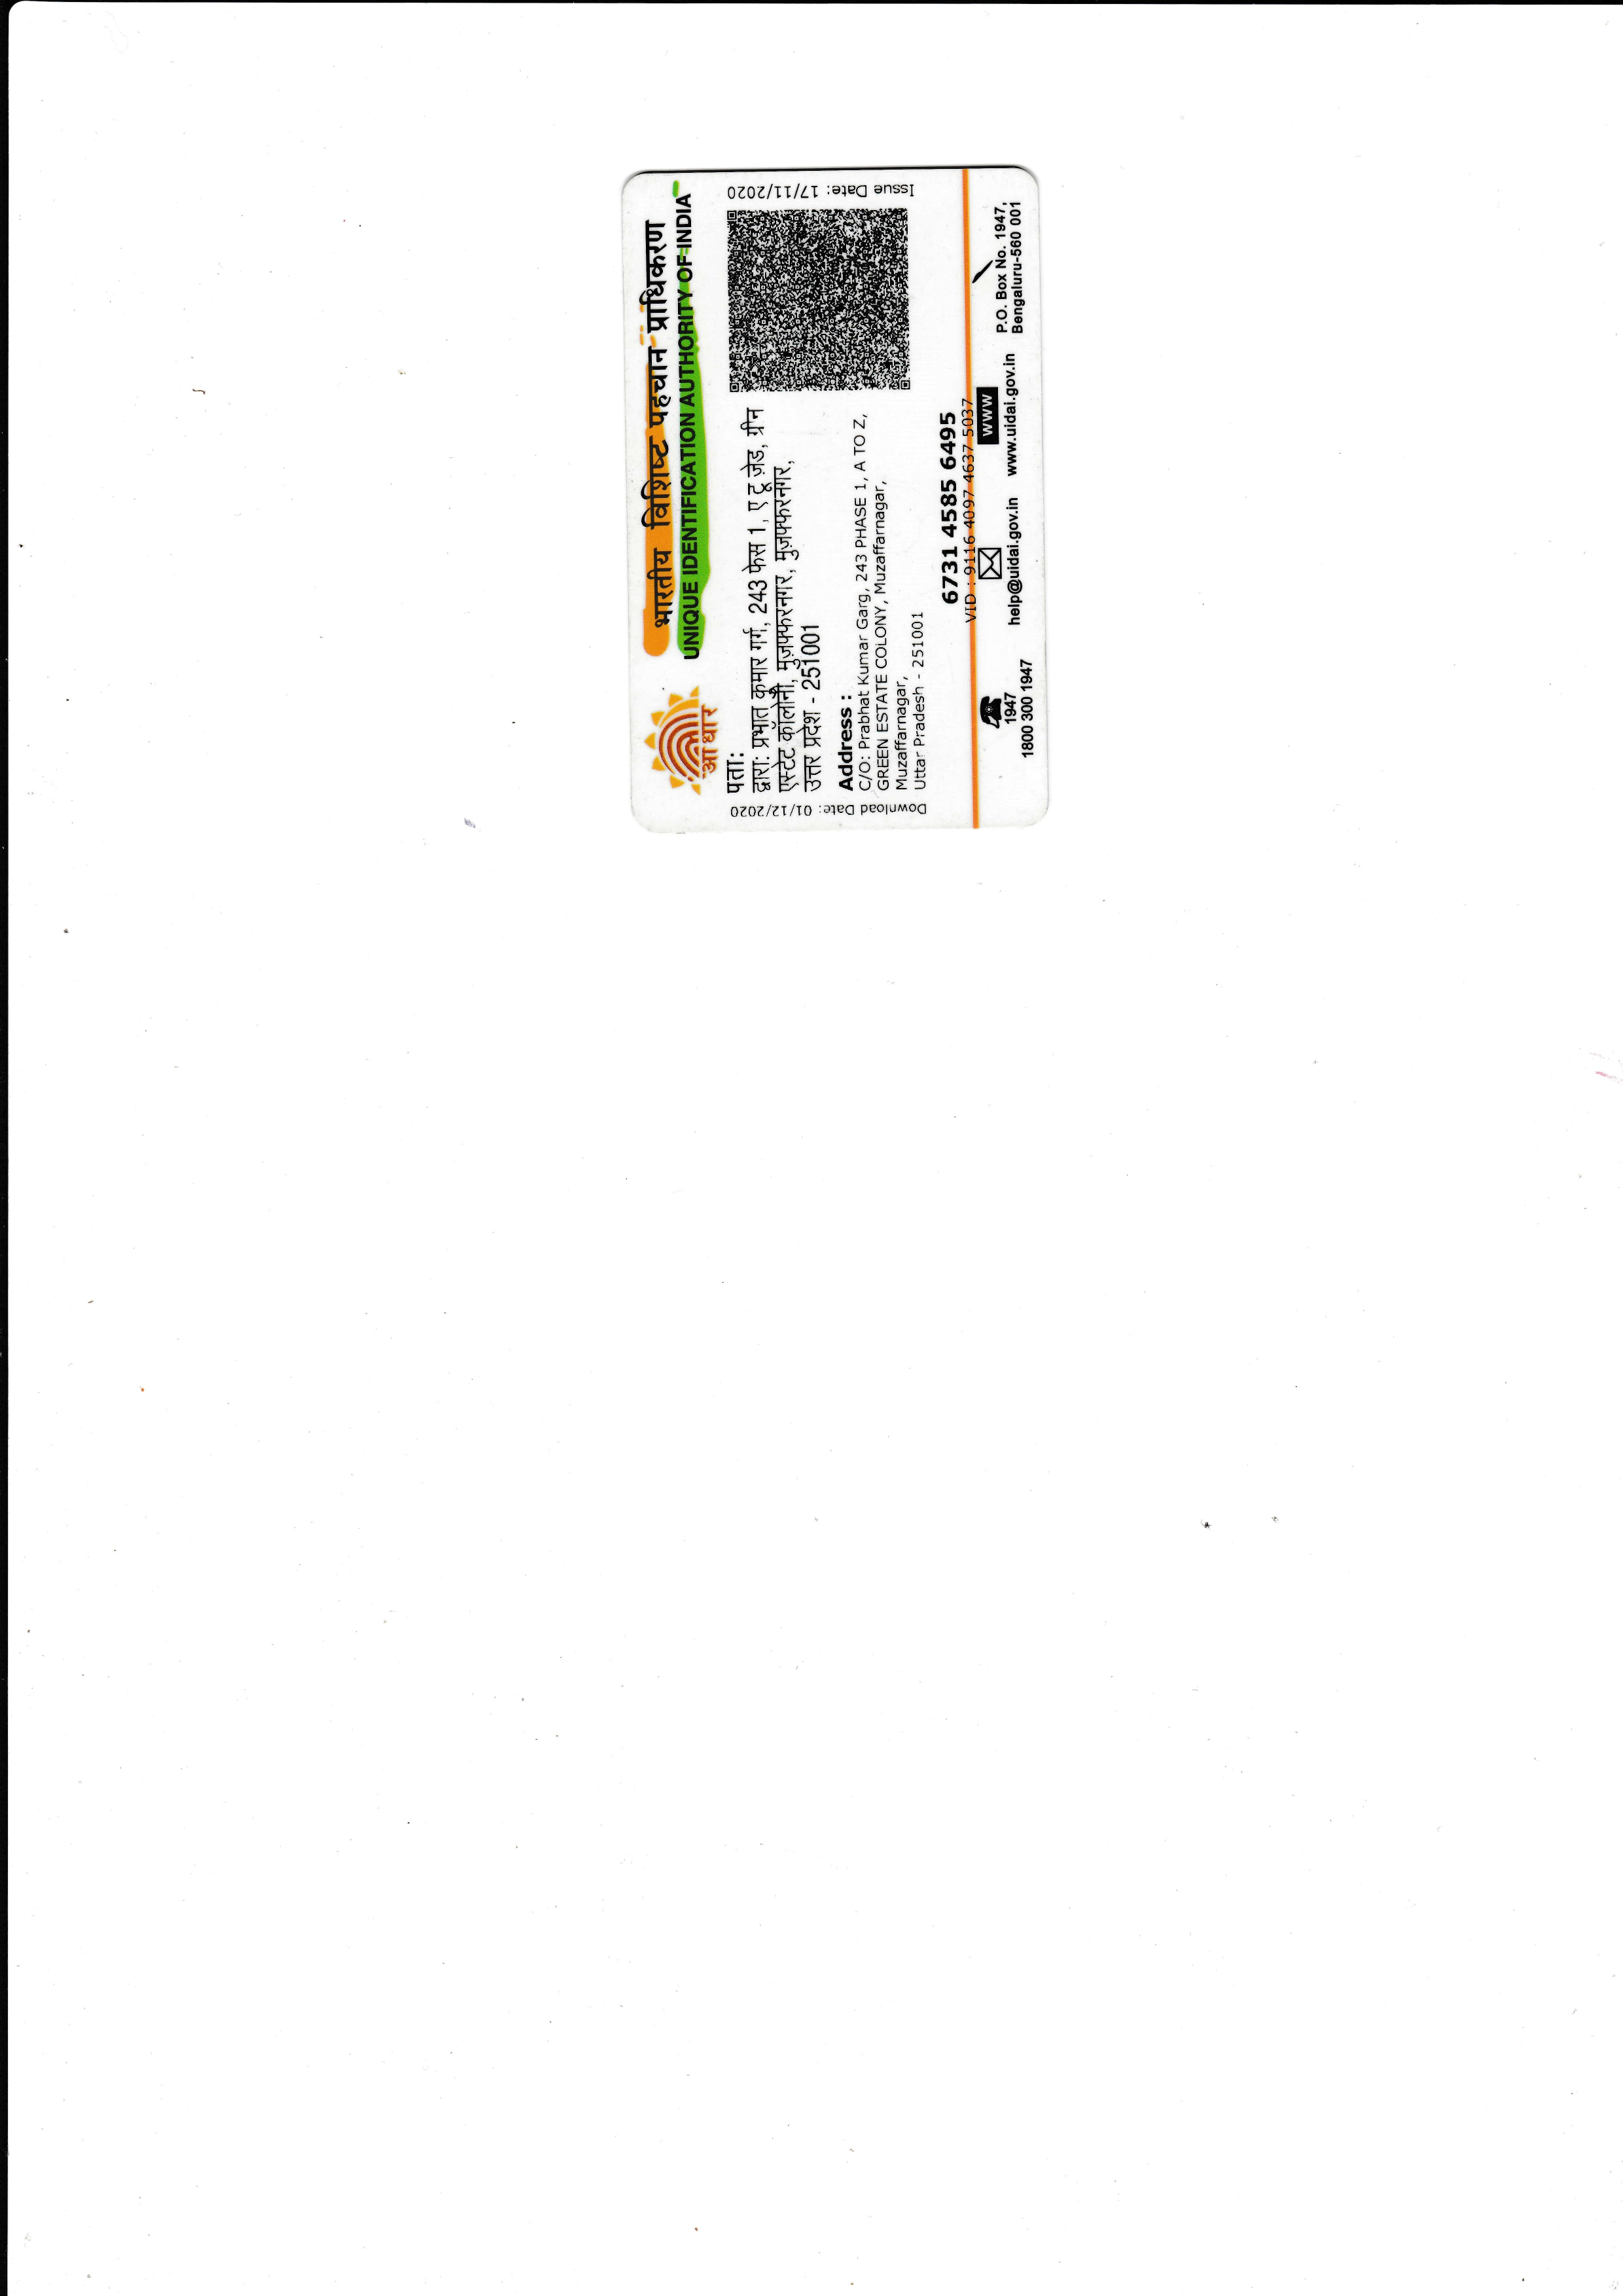 भारतीय विशिष्ट पहचान प्राधिकरण
UNIQUE IDENTIFICATION AUTHORITY OF INDIA
आधार
Download Date: 01/12/2020
Issue Date: 17/11/2020
पता:
द्वारा: प्रभात कुमार गर्ग, 243 फेस 1, ए टू ज़ेड, ग्रीन
एस्टेट कॉलोनी, मुज़फ्फरनगर, मुज़फ्फरनगर,
उत्तर प्रदेश - 251001
Address :
C/O: Prabhat Kumar Garg, 243 PHASE 1, A TO Z,
GREEN ESTATE COLONY, Muzaffarnagar,
Muzaffarnagar,
Uttar Pradesh - 251001
6731 4585 6495
VID : 9116 4097 4637 5037
1947
1800 300 1947
help@uidai.gov.in
WWW
www.uidai.gov.in
P.O. Box No. 1947,
Bengaluru-560 001